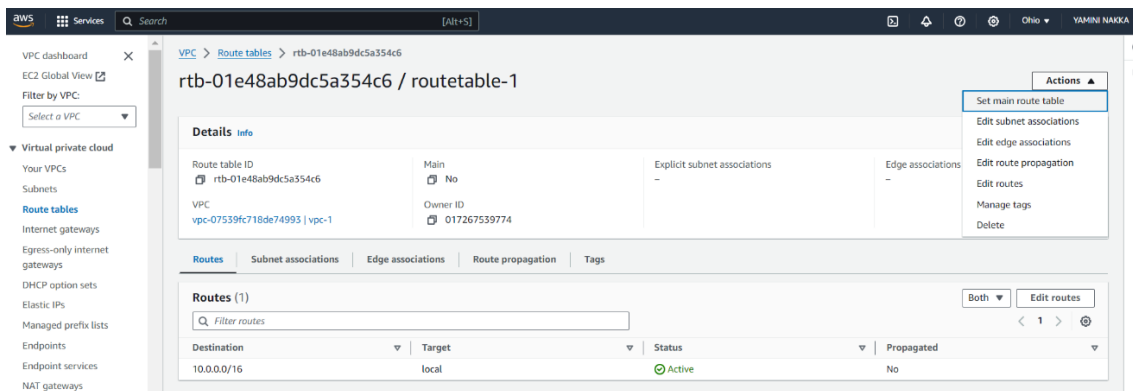 aws Services Search [Alt+S] Ohio YAMINI NAKKA
VPC dashboard
EC2 Global View
Filter by VPC:
Select a VPC
Virtual private cloud
Your VPCs
Subnets
Route tables
Internet gateways
Egress-only internet
gateways
DHCP option sets
Elastic IPs
Managed prefix lists
Endpoints
Endpoint services
NAT gateways
VPC > Route tables > rtb-01e48ab9dc5a354c6
rtb-01e48ab9dc5a354c6 / routetable-1
Actions
Set main route table
Edit subnet associations
Edit edge associations
Edit route propagation
Edit routes
Manage tags
Delete
Details Info
Route table ID
rtb-01e48ab9dc5a354c6
Main
No
Explicit subnet associations
–
Edge associations
–
VPC
vpc-07539fc718de74993 | vpc-1
Owner ID
017267539774
Routes Subnet associations Edge associations Route propagation Tags
Routes (1)
Both Edit routes
Filter routes
< 1 >
Destination Target Status Propagated
10.0.0.0/16 local Active No